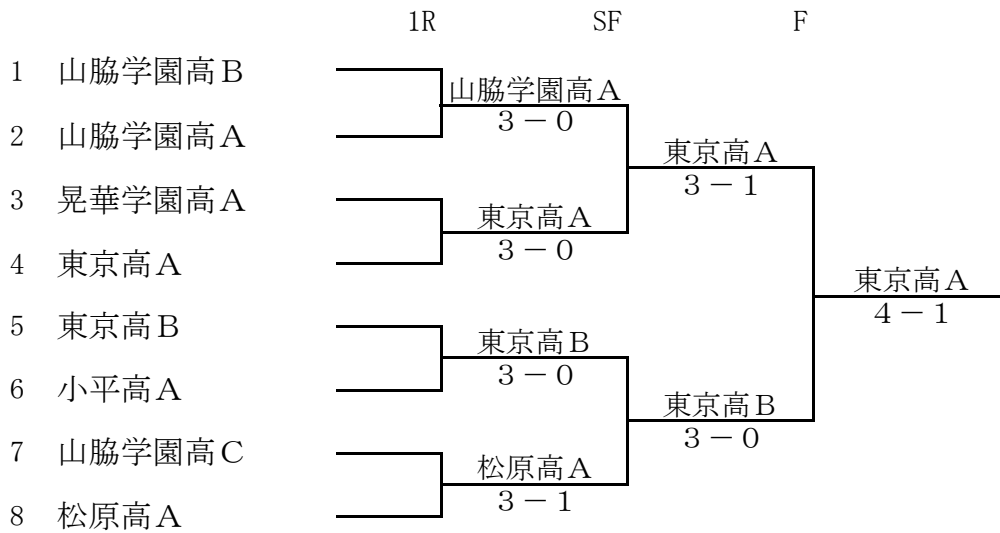 1R SF F
1 山脇学園高B
山脇学園高A
3－0
2 山脇学園高A
東京高A
3－1
3 晃華学園高A
東京高A
3－0
4 東京高A
東京高A
4－1
5 東京高B
東京高B
3－0
6 小平高A
東京高B
3－0
7 山脇学園高C
松原高A
3－1
8 松原高A